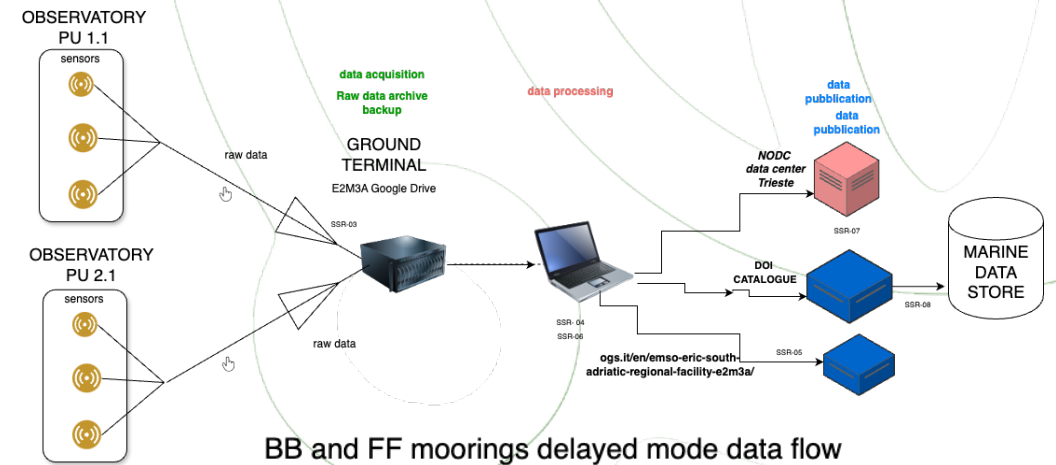 OBSERVATORY
PU 1.1
sensors
raw data
OBSERVATORY
PU 2.1
sensors
raw data
data acquisition
Raw data archive
backup
GROUND
TERMINAL
E2M3A Google Drive
SSR-03
data processing
SSR- 04
SSR-06
data
pubblication
data
pubblication
NODC
data center
Trieste
SSR-07
DOI
CATALOGUE
SSR-08
MARINE
DATA
STORE
SSR-05
ogs.it/en/emso-eric-south-
adriatic-regional-facility-e2m3a/
BB and FF moorings delayed mode data flow